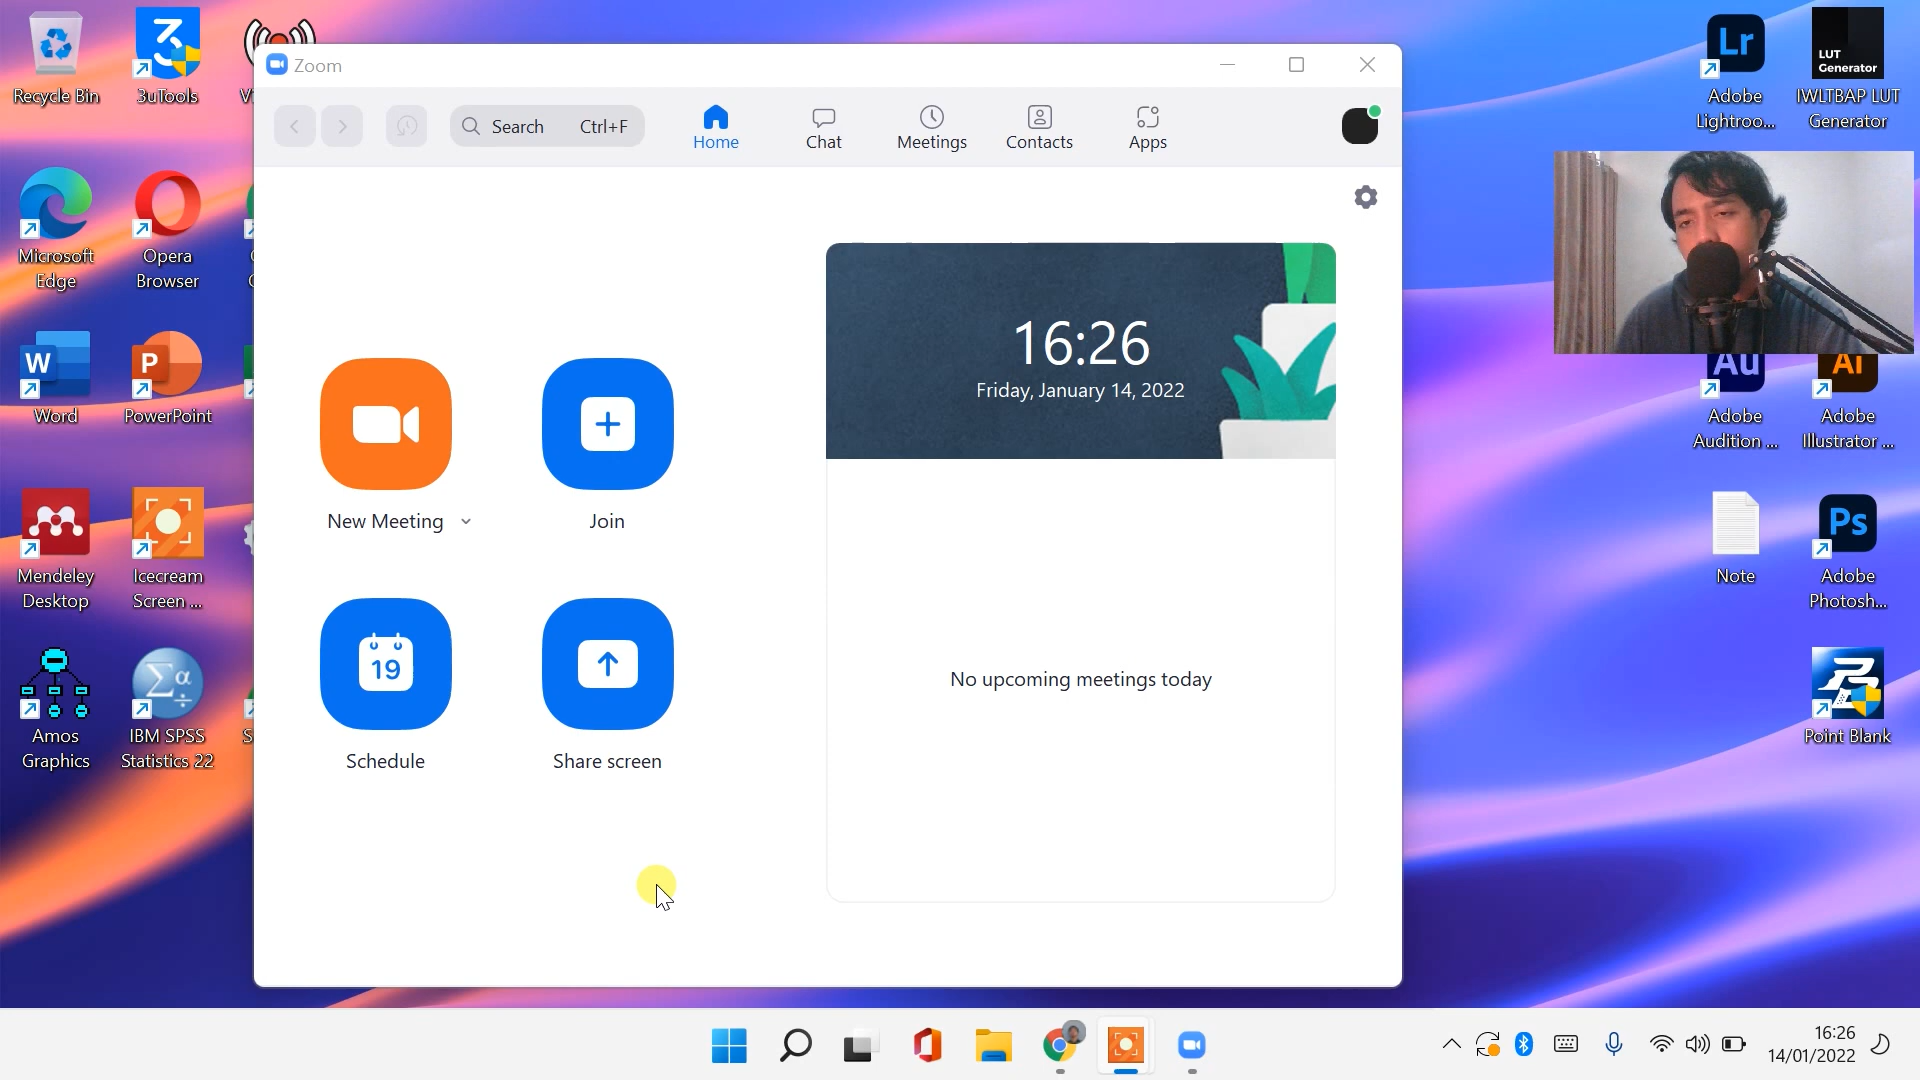 Recycle Bin
3uTools
Vi
Microsoft
Edge
Opera
Browser
W
Word
P
PowerPoint
Mendeley
Desktop
Icecream
Screen ...
Amos
Graphics
Σα
÷
IBM SPSS
Statistics 22
S
Zoom
Search
Ctrl+F
Home
Chat
Meetings
Contacts
Apps
New Meeting
Join
19
Schedule
Share screen
16:26
Friday, January 14, 2022
No upcoming meetings today
Lr
Adobe
Lightroo...
LUT
Generator
IWLTBAP LUT
Generator
Au
Adobe
Audition ...
Ai
Adobe
Illustrator ...
Note
Ps
Adobe
Photosh...
Point Blank
16:26
14/01/2022